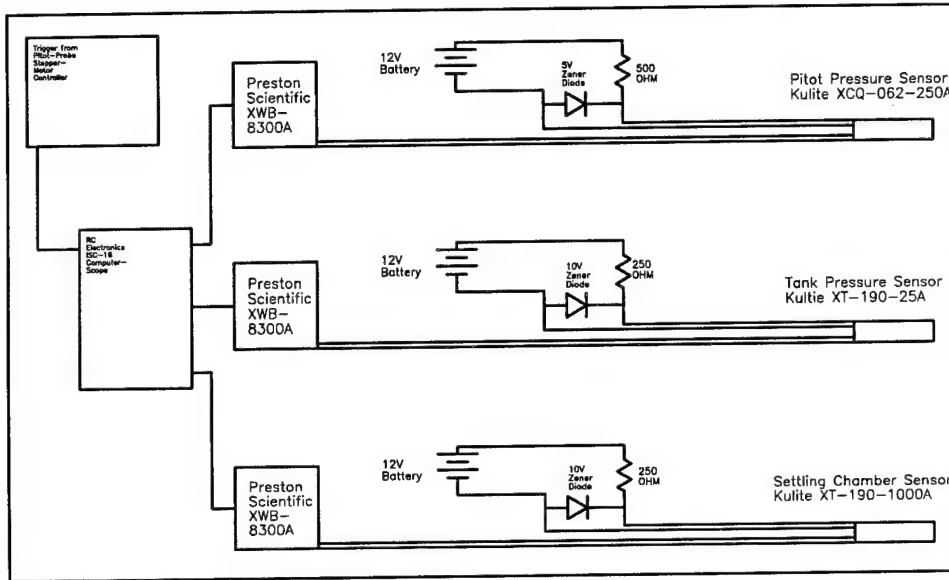 Trigger from
Pitot-Probe
Stepper-
Motor
Controller
RC
Electronics
ISC-16
Computer-
Scope
Preston
Scientific
XWB-
8300A
12V
Battery
5V
Zener
Diode
500
OHM
Pitot Pressure Sensor
Kulite XCQ-062-250A
Preston
Scientific
XWB-
8300A
12V
Battery
10V
Zener
Diode
250
OHM
Tank Pressure Sensor
Kultie XT-190-25A
Preston
Scientific
XWB-
8300A
12V
Battery
10V
Zener
Diode
250
OHM
Settling Chamber Sensor
Kulite XT-190-1000A